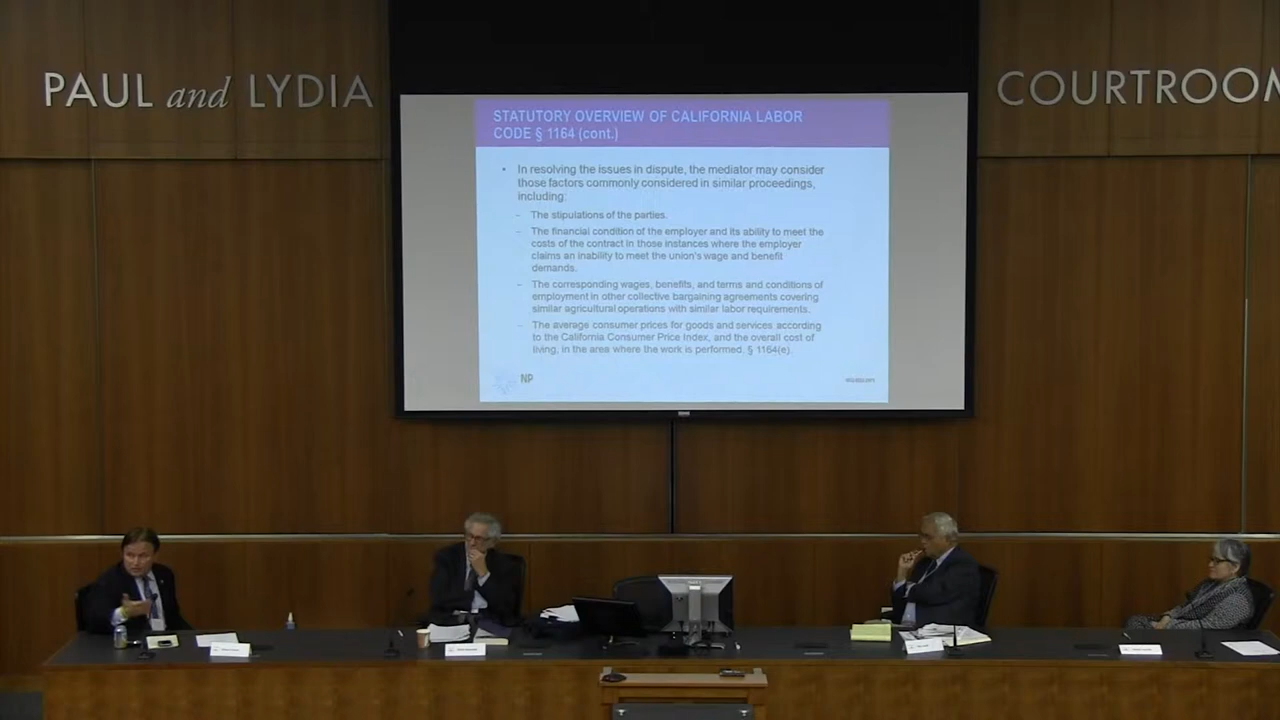 PAUL and LYDIA
COURTROOM
STATUTORY OVERVIEW OF CALIFORNIA LABOR
CODE § 1164 (cont.)
• In resolving the issues in dispute, the mediator may consider
those factors commonly considered in similar proceedings,
including:
- The stipulations of the parties.
- The financial condition of the employer and its ability to meet the
costs of the contract in those instances where the employer
claims an inability to meet the union's wage and benefit
demands.
- The corresponding wages, benefits, and terms and conditions of
employment in other collective bargaining agreements covering
similar agricultural operations with similar labor requirements.
- The average consumer prices for goods and services according
to the California Consumer Price Index, and the overall cost of
living, in the area where the work is performed. § 1164(e).
NP